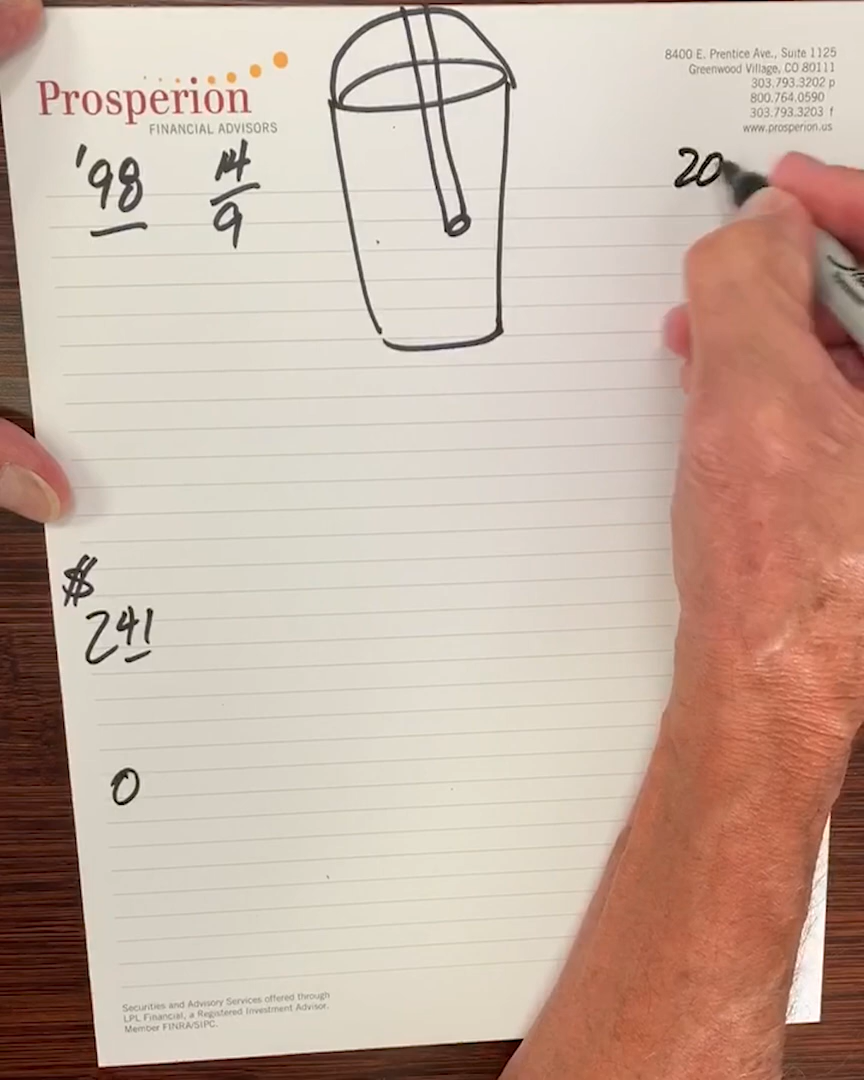 Prosperion
FINANCIAL ADVISORS
8400 E. Prentice Ave., Suite 1125
Greenwood Village, CO 80111
303.793.3202 p
800.764.0590
303.793.3203 f
www.prosperion.us
'98
14
9
20
$
241
0
Securities and Advisory Services offered through
LPL Financial, a Registered Investment Advisor.
Member FINRA/SIPC.